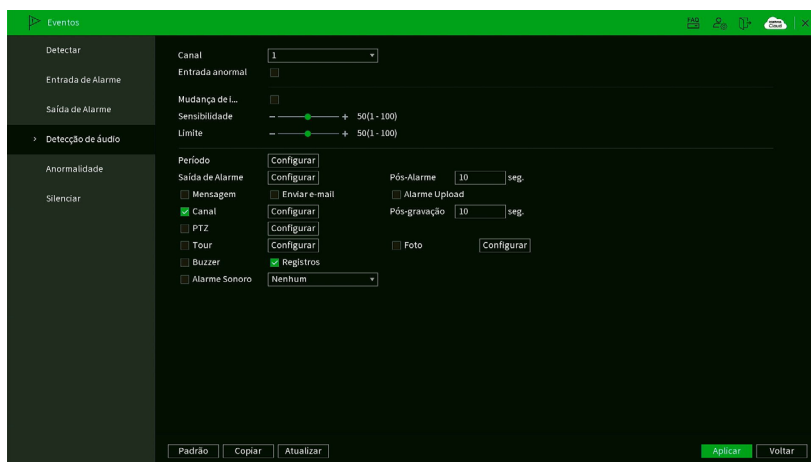 Eventos
FAQ
Cloud
Detectar
Entrada de Alarme
Saída de Alarme
Detecção de áudio
Anormalidade
Silenciar
Canal 1
Entrada anormal
Mudança de i...
Sensibilidade 50(1-100)
Limite 50(1-100)
Período Configurar
Saída de Alarme Configurar Pós-Alarme 10 seg.
Mensagem Enviar e-mail Alarme Upload
Canal Configurar Pós-gravação 10 seg.
PTZ Configurar
Tour Configurar Foto Configurar
Buzzer Registros
Alarme Sonoro Nenhum
Padrão Copiar Atualizar Aplicar Voltar